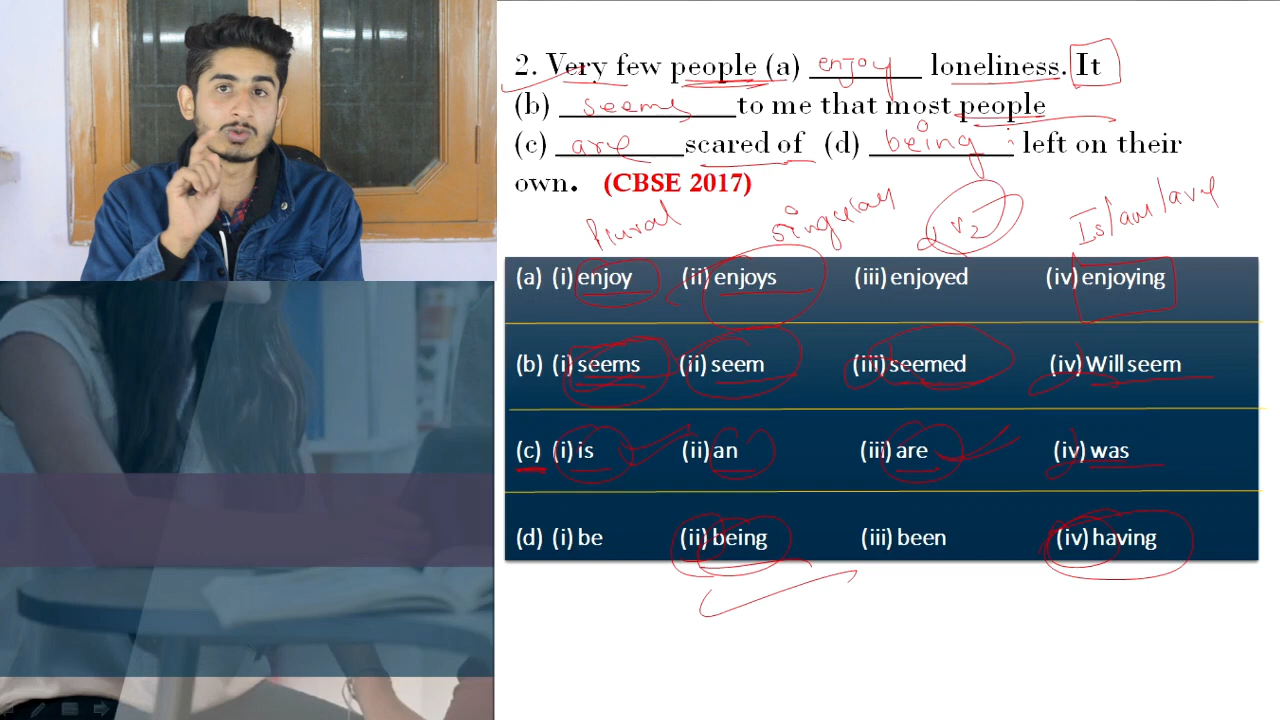 2. Very few people (a) enjoy loneliness. It
(b) seems to me that most people
(c) are scared of (d) being left on their
own. (CBSE 2017)
Plural singular V2 Is/am/are
(a) (i) enjoy (ii) enjoys (iii) enjoyed (iv) enjoying
(b) (i) seems (ii) seem (iii) seemed (iv) Will seem
(c) (i) is (ii) an (iii) are (iv) was
(d) (i) be (ii) being (iii) been (iv) having